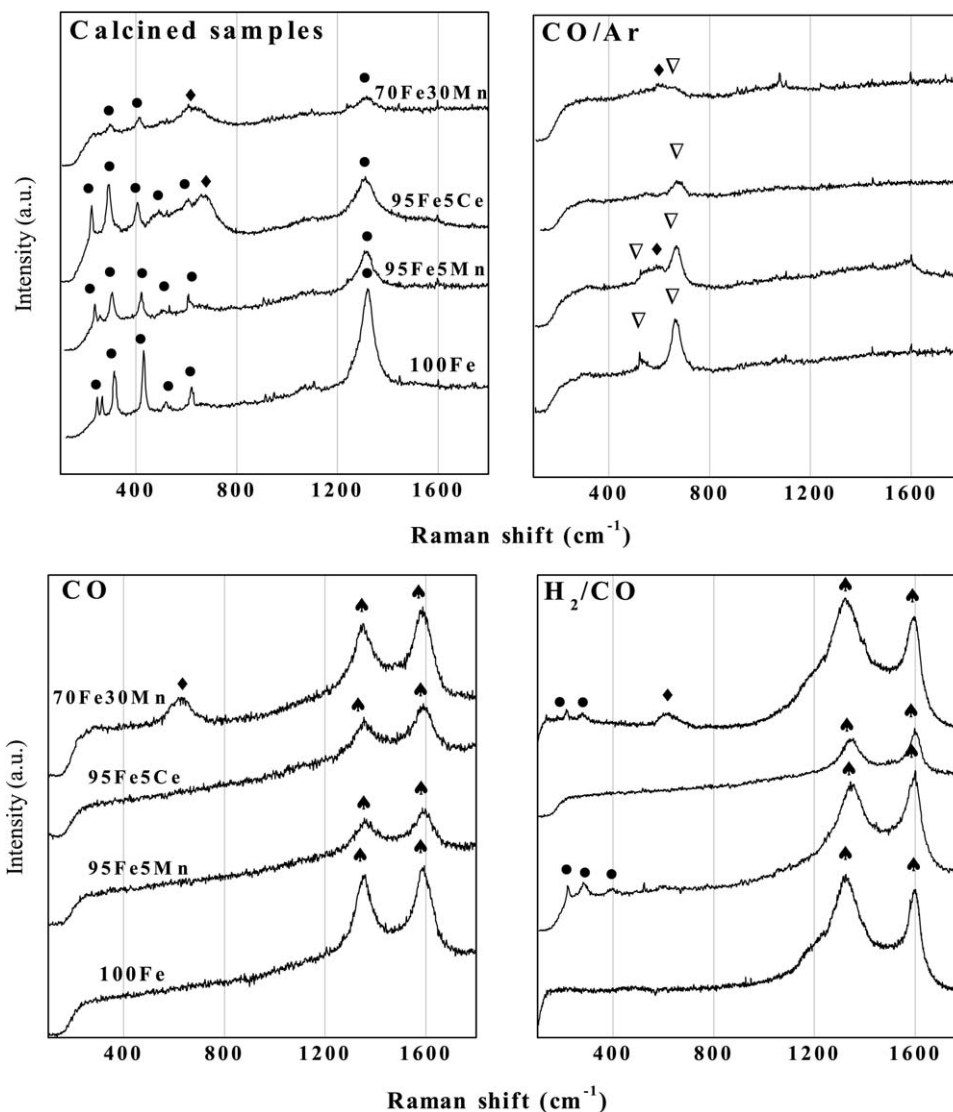 Calcined samples
CO/Ar
70Fe30Mn
95Fe5Ce
95Fe5Mn
100Fe
Intensity (a.u.)
400 800 1200 1600
400 800 1200 1600
Raman shift (cm-1)
CO
H2/CO
70Fe30Mn
95Fe5Ce
95Fe5Mn
100Fe
Intensity (a.u.)
400 800 1200 1600
400 800 1200 1600
Raman shift (cm-1)